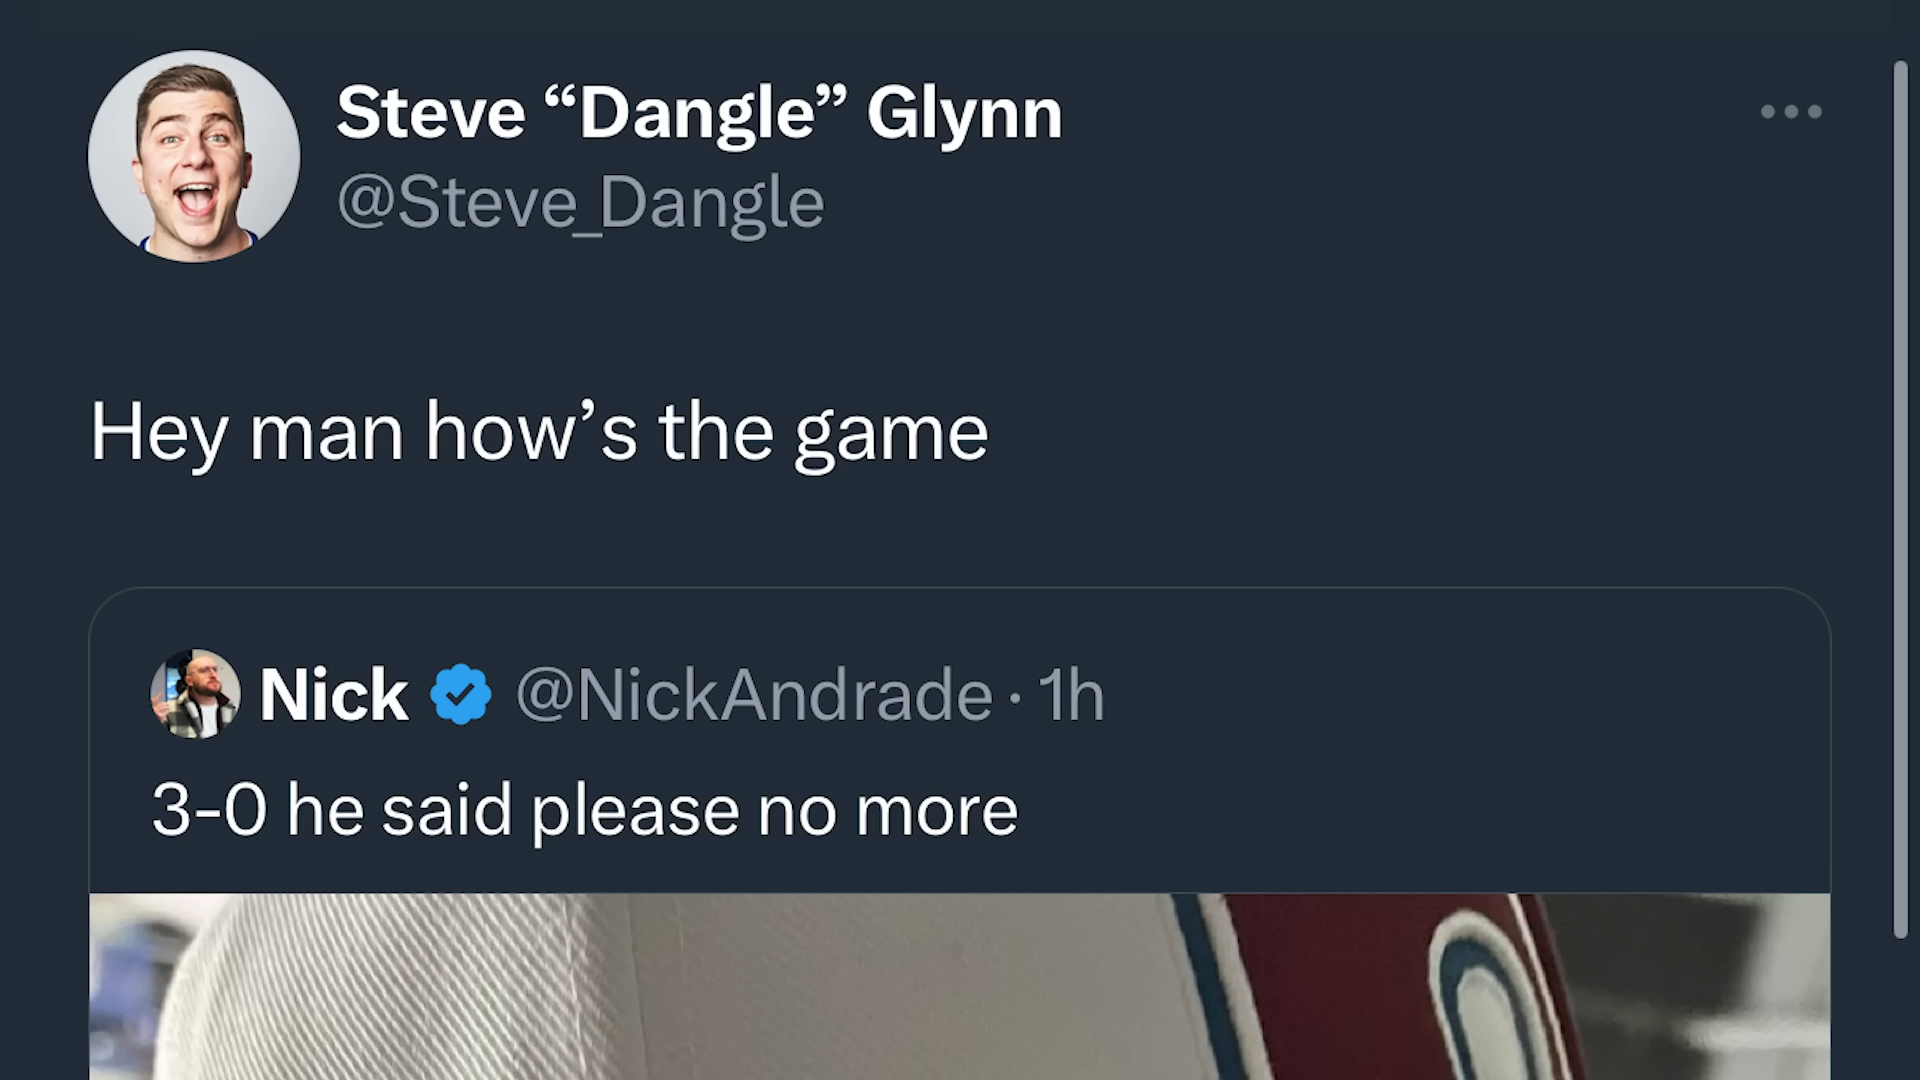 Steve “Dangle” Glynn
@Steve_Dangle
Hey man how’s the game
Nick @NickAndrade · 1h
3-0 he said please no more